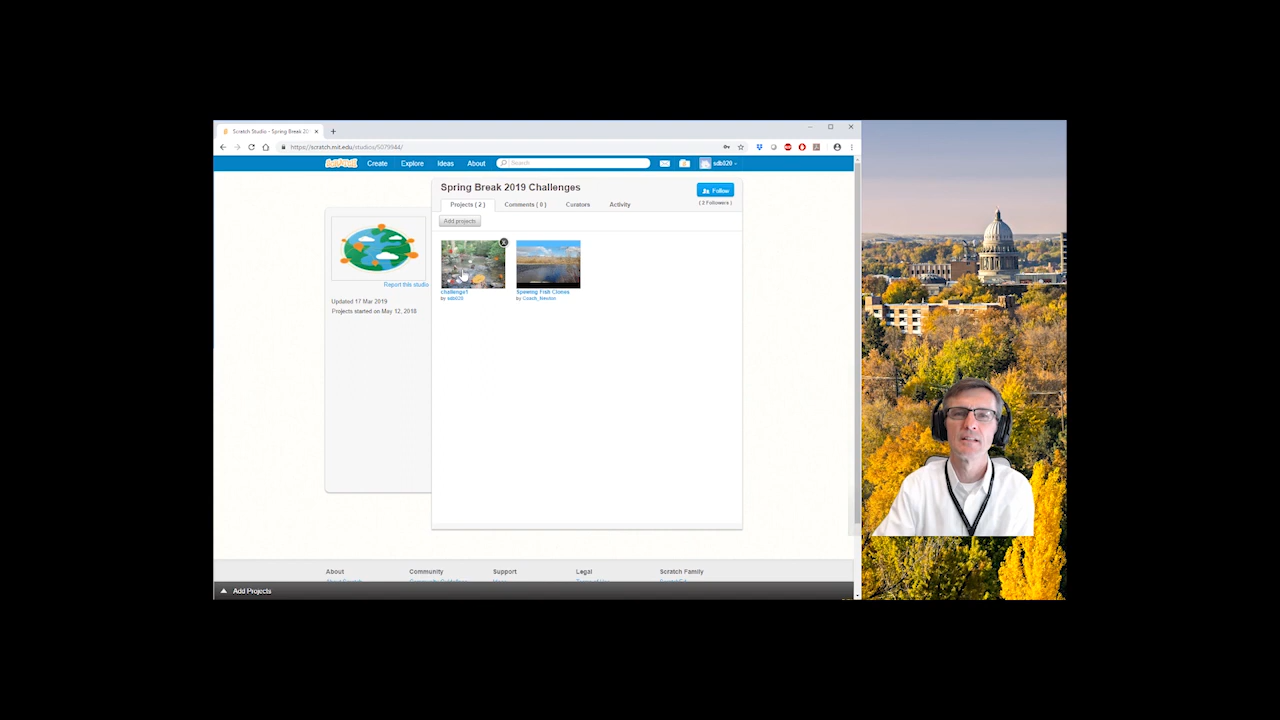 Scratch Studio - Spring Break 20
https://scratch.mit.edu/studios/5079944/
SCRATCH Create Explore Ideas About Search sdb020
Spring Break 2019 Challenges
Follow
( 2 Followers )
Projects ( 2 ) Comments ( 0 ) Curators Activity
Add projects
Report this studio
Updated 17 Mar 2019
Projects started on May 12, 2018
challenge1
by sdb020
Spawning Fruit Clones
by Coach_Newton
About Community Support Legal Scratch Family
Add Projects